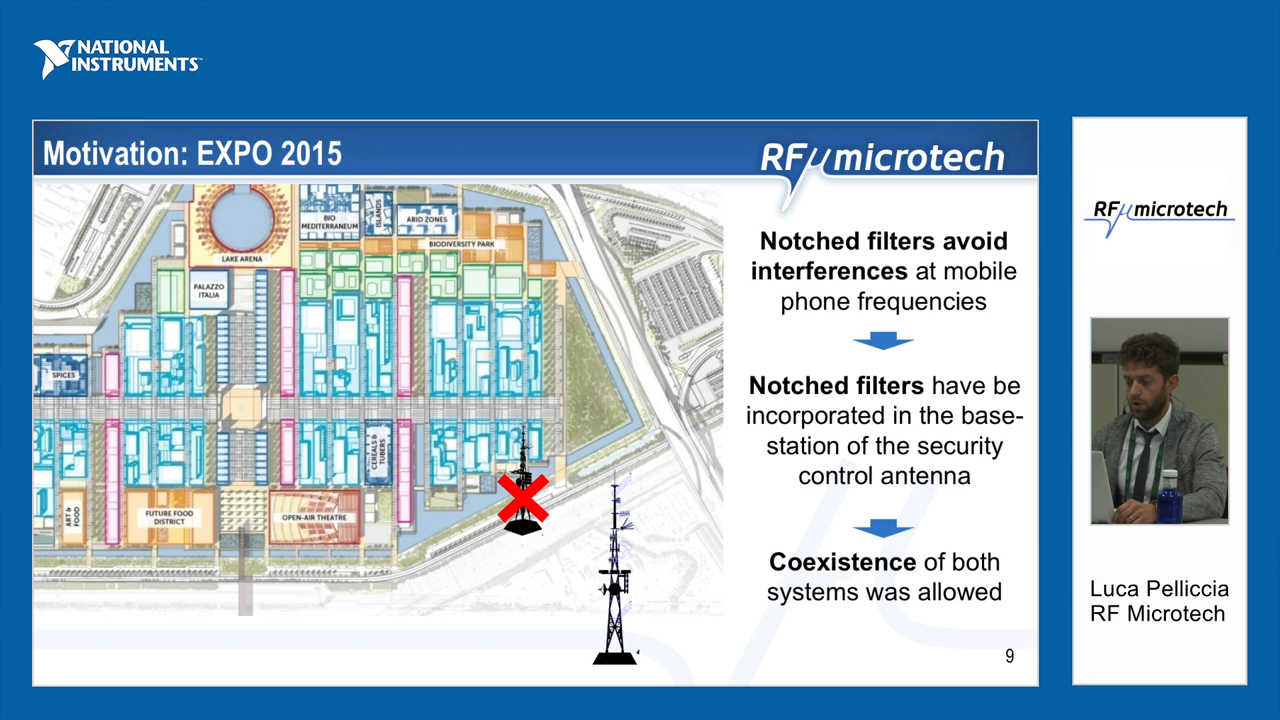 NATIONAL
INSTRUMENTS
Motivation: EXPO 2015
RFμmicrotech
LAKE ARENA
BIO
MEDITERRANEUM
ISLANDS
ARID ZONES
BIODIVERSITY PARK
PALAZZO
ITALIA
SPICES
CEREALS &
TUBERS
ART &
FOOD
FUTURE FOOD
DISTRICT
OPEN-AIR THEATRE
Notched filters avoid
interferences at mobile
phone frequencies
Notched filters have be
incorporated in the base-
station of the security
control antenna
Coexistence of both
systems was allowed
9
RFμmicrotech
Luca Pelliccia
RF Microtech